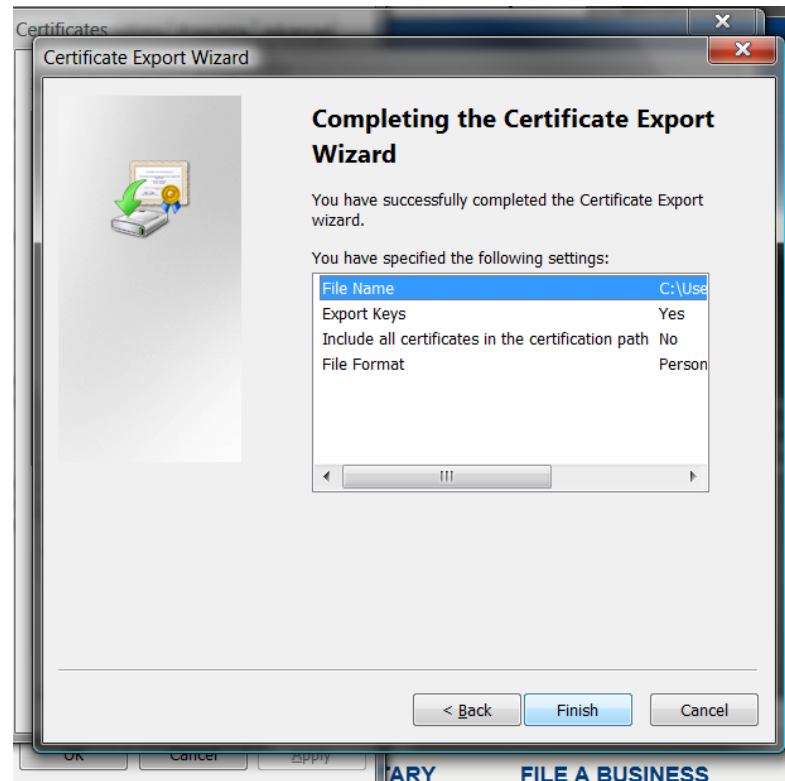 Certificates
Certificate Export Wizard
Completing the Certificate Export
Wizard
You have successfully completed the Certificate Export
wizard.
You have specified the following settings:
File Name C:\Use
Export Keys Yes
Include all certificates in the certification path No
File Format Person
< Back Finish Cancel
OK Cancel Apply
TARY FILE A BUSINESS